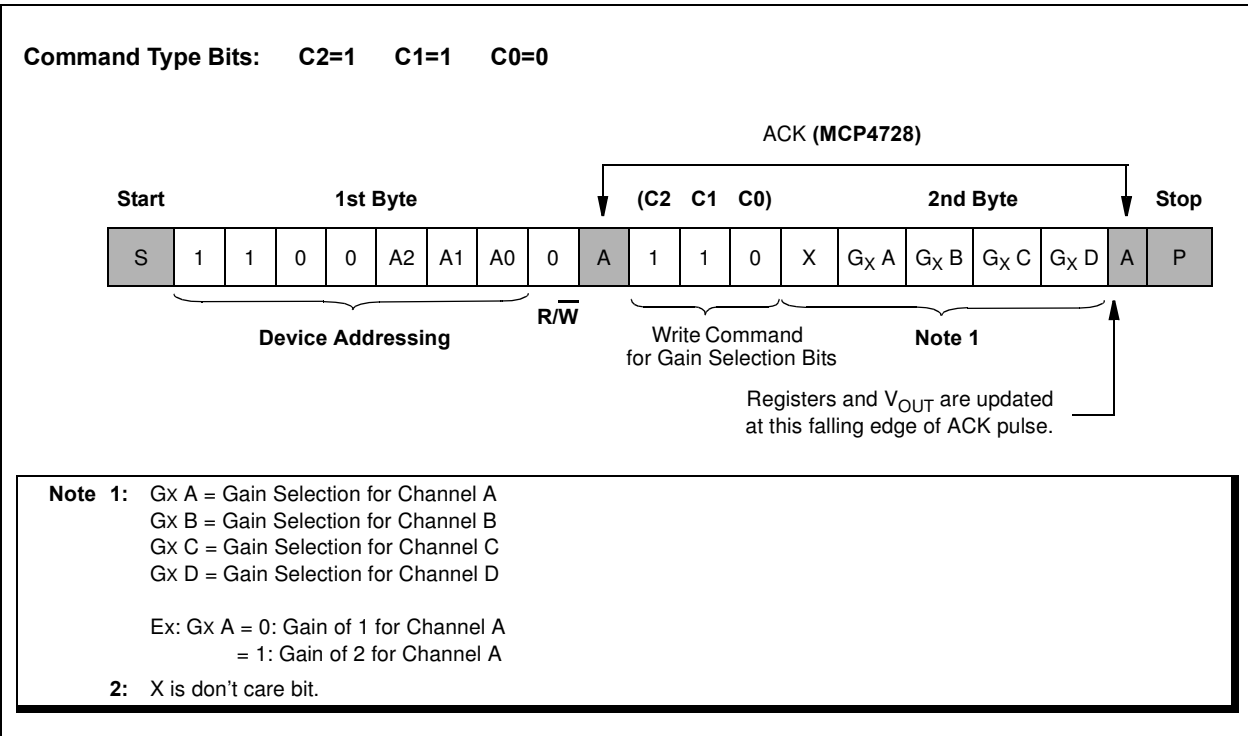 Command Type Bits: C2=1 C1=1 C0=0
ACK (MCP4728)
Start 1st Byte (C2 C1 C0) 2nd Byte Stop
S 1 1 0 0 A2 A1 A0 0 A 1 1 0 X GX A GX B GX C GX D A P
Device Addressing
R/W
Write Command
for Gain Selection Bits
Note 1
Registers and VOUT are updated
at this falling edge of ACK pulse.
Note 1: GX A = Gain Selection for Channel A
GX B = Gain Selection for Channel B
GX C = Gain Selection for Channel C
GX D = Gain Selection for Channel D
Ex: GX A = 0: Gain of 1 for Channel A
= 1: Gain of 2 for Channel A
2: X is don't care bit.